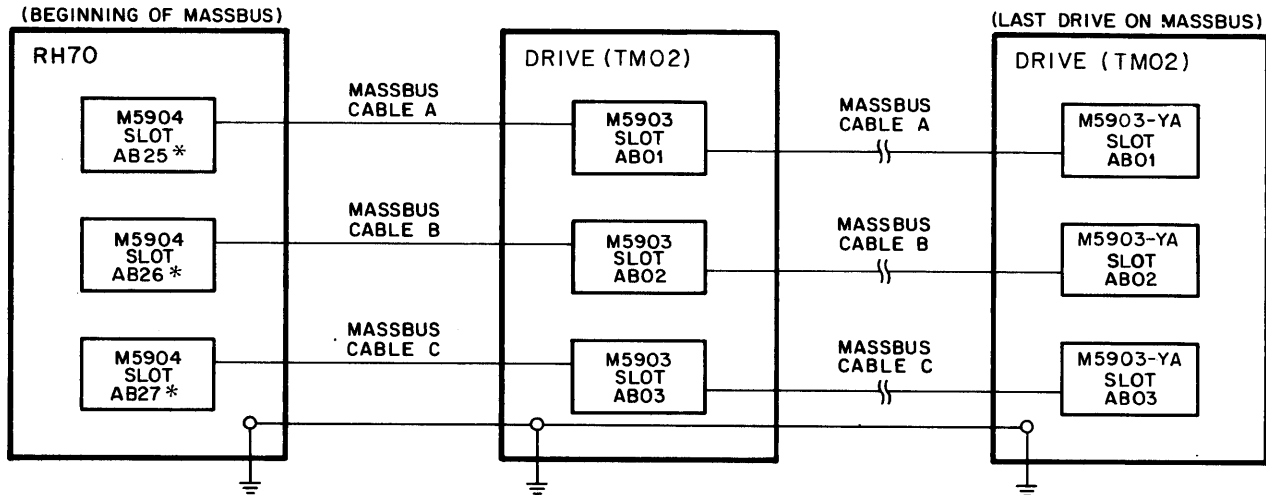 (BEGINNING OF MASSBUS)
RH70
M5904
SLOT
AB25*
M5904
SLOT
AB26*
M5904
SLOT
AB27*
MASSBUS
CABLE A
MASSBUS
CABLE B
MASSBUS
CABLE C
DRIVE (TM02)
M5903
SLOT
AB01
M5903
SLOT
AB02
M5903
SLOT
AB03
MASSBUS
CABLE A
MASSBUS
CABLE B
MASSBUS
CABLE C
(LAST DRIVE ON MASSBUS)
DRIVE (TM02)
M5903-YA
SLOT
AB01
M5903-YA
SLOT
AB02
M5903-YA
SLOT
AB03